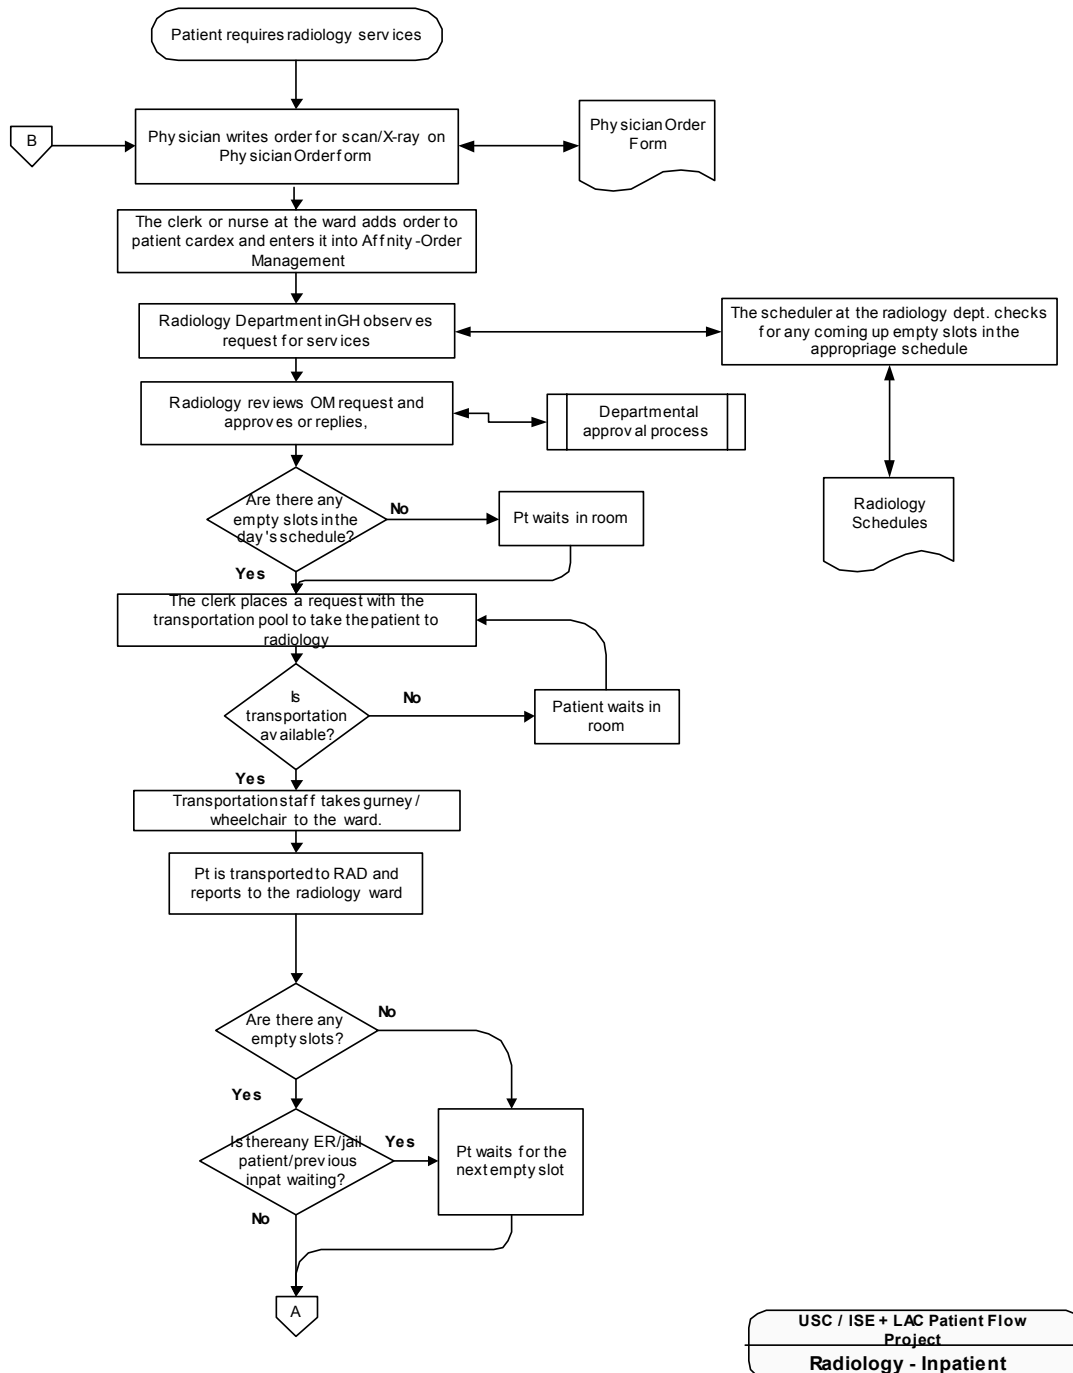 Patient requires radiology services
B
Physician writes order for scan/X-ray on
Physician Order form
Physician Order
Form
The clerk or nurse at the ward adds order to
patient cardex and enters it into Affnity -Order
Management
Radiology Department in GH observes
request for services
The scheduler at the radiology dept. checks
for any coming up empty slots in the
appropriage schedule
Radiology reviews OM request and
approves or replies,
Departmental
approval process
Radiology
Schedules
Are there any
empty slots in the
day's schedule?
No
Pt waits in room
Yes
The clerk places a request with the
transportation pool to take the patient to
radiology
Is
transportation
available?
No
Patient waits in
room
Yes
Transportation staff takes gurney /
wheelchair to the ward.
Pt is transported to RAD and
reports to the radiology ward
Are there any
empty slots?
No
Yes
Is there any ER/jail
patient/previous
inpat waiting?
Yes
Pt waits for the
next empty slot
No
A
USC / ISE + LAC Patient Flow
Project
Radiology - Inpatient